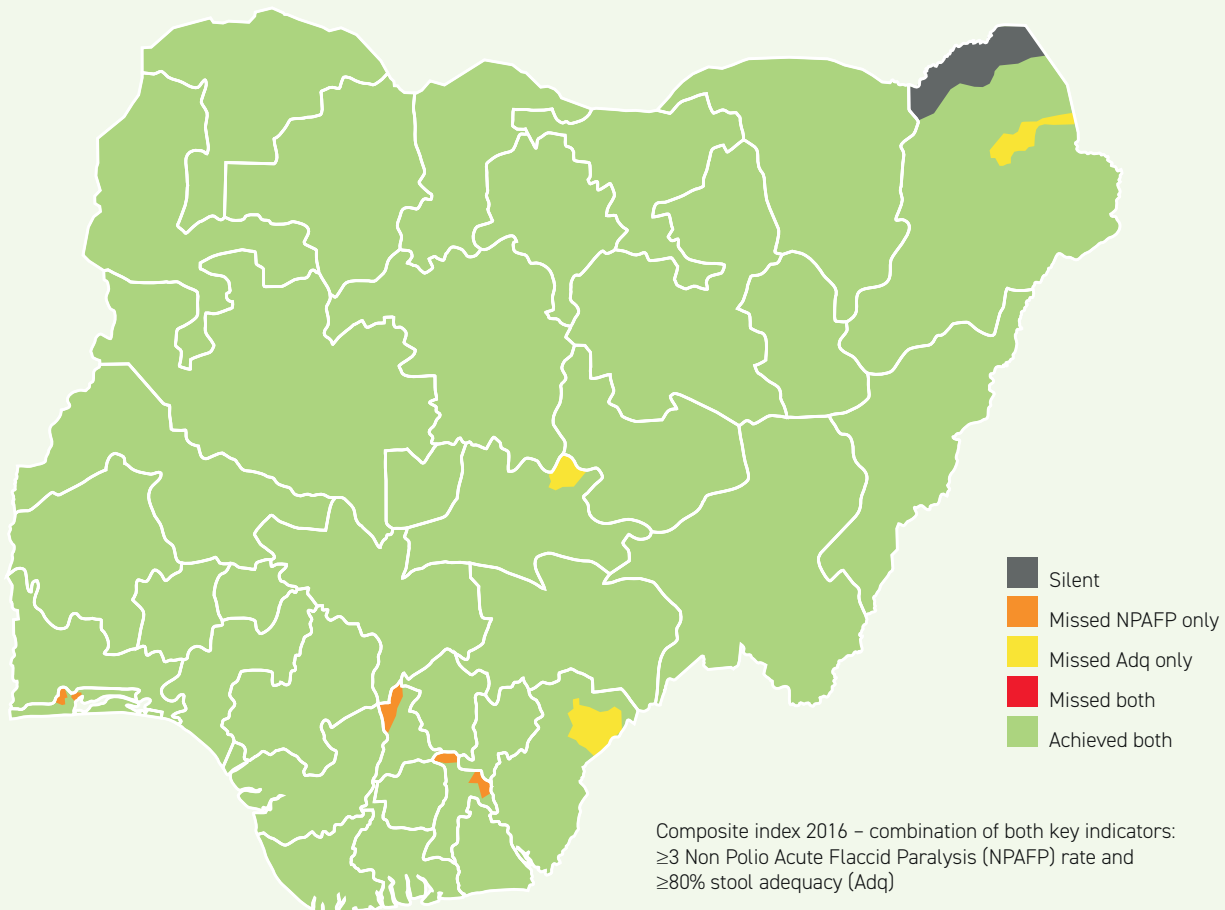 Silent
Missed NPAFP only
Missed Adq only
Missed both
Achieved both
Composite index 2016 – combination of both key indicators:
≥3 Non Polio Acute Flaccid Paralysis (NPAFP) rate and
≥80% stool adequacy (Adq)